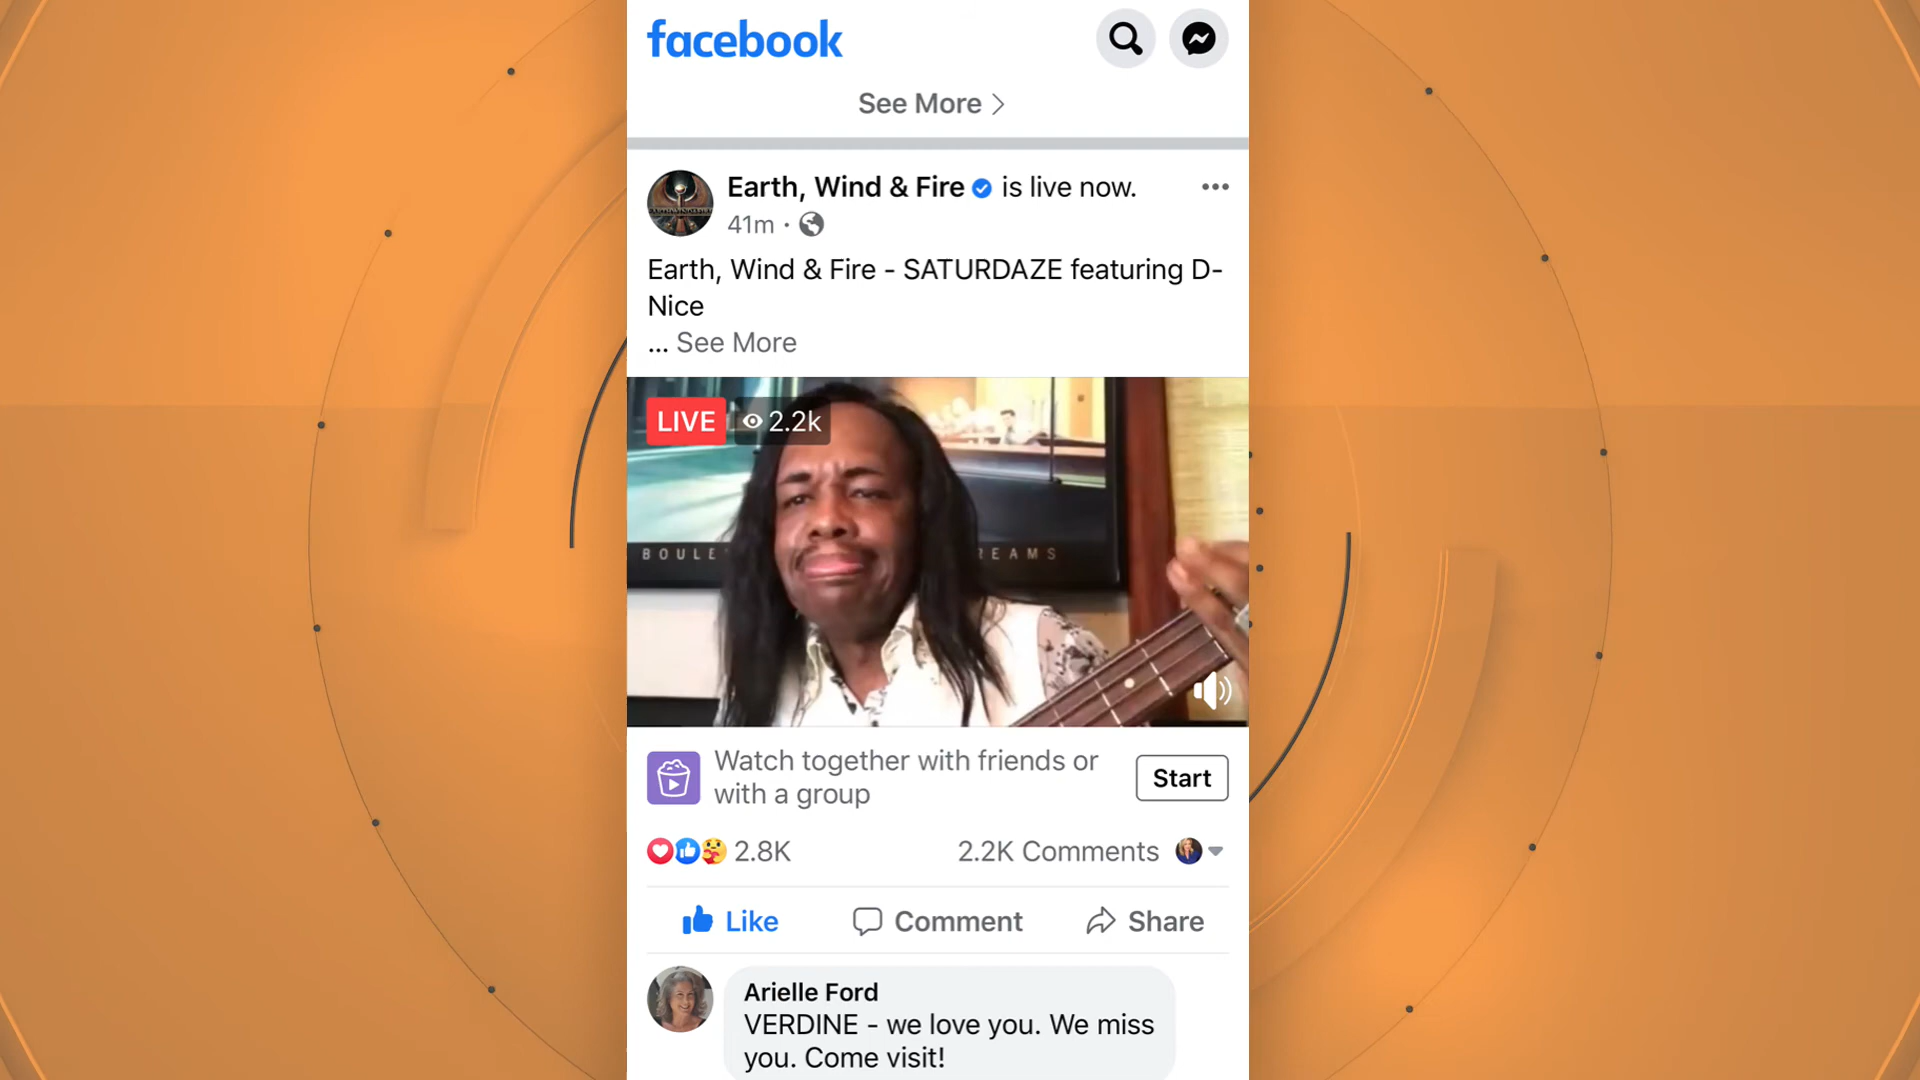 facebook
See More
Earth, Wind & Fire is live now.
41m ·
Earth, Wind & Fire - SATURDAZE featuring D-
Nice
... See More
LIVE 2.2k
BOULE EAMS
Watch together with friends or
with a group
Start
2.8K 2.2K Comments
Like Comment Share
Arielle Ford
VERDINE - we love you. We miss
you. Come visit!